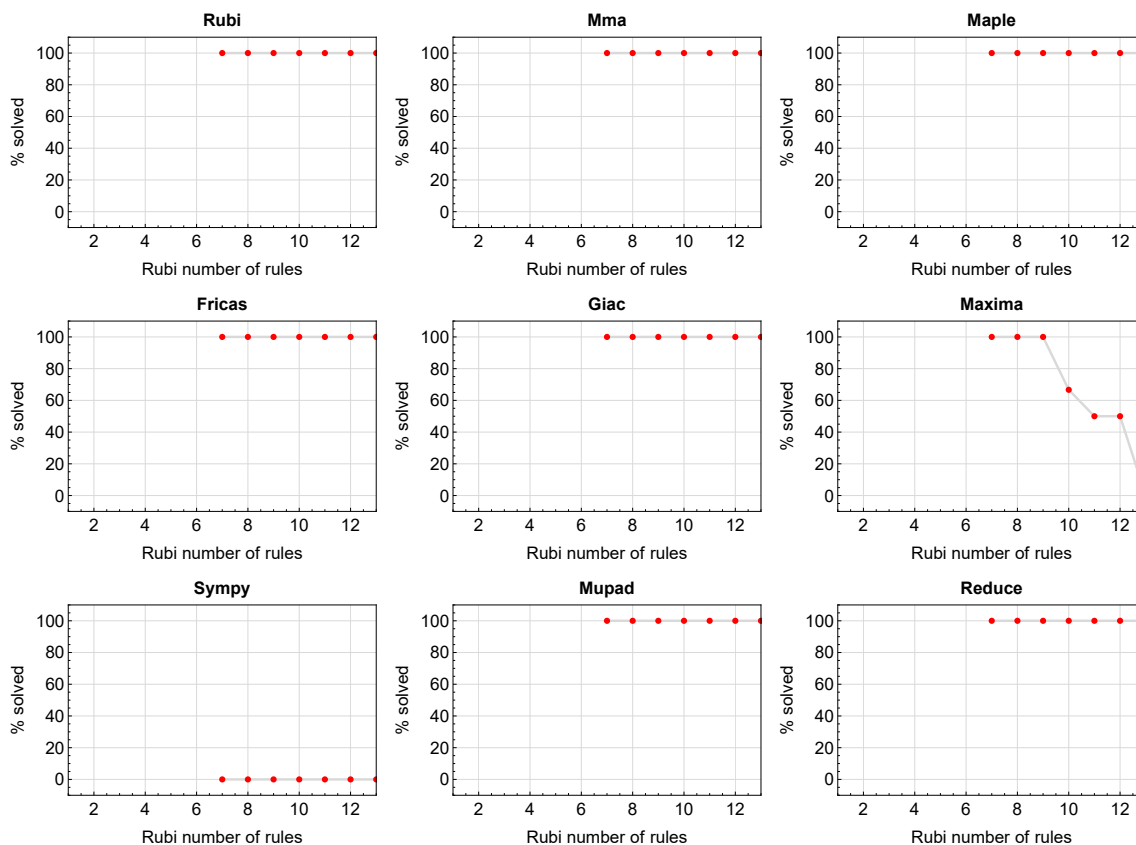 Rubi Mma Maple
100 100 100
80 80 80
60 60 60
40 40 40
20 20 20
0 0 0
% solved % solved % solved
2 4 6 8 10 12 2 4 6 8 10 12 2 4 6 8 10 12
Rubi number of rules Rubi number of rules Rubi number of rules
Fricas Giac Maxima
100 100 100
80 80 80
60 60 60
40 40 40
20 20 20
0 0 0
% solved % solved % solved
2 4 6 8 10 12 2 4 6 8 10 12 2 4 6 8 10 12
Rubi number of rules Rubi number of rules Rubi number of rules
Sympy Mupad Reduce
100 100 100
80 80 80
60 60 60
40 40 40
20 20 20
0 0 0
% solved % solved % solved
2 4 6 8 10 12 2 4 6 8 10 12 2 4 6 8 10 12
Rubi number of rules Rubi number of rules Rubi number of rules